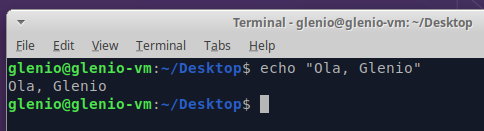 Terminal - glenio@glenio-vm: ~/Desktop
File Edit View Terminal Tabs Help
glenio@glenio-vm:~/Desktop$ echo "Ola, Glenio"
Ola, Glenio
glenio@glenio-vm:~/Desktop$